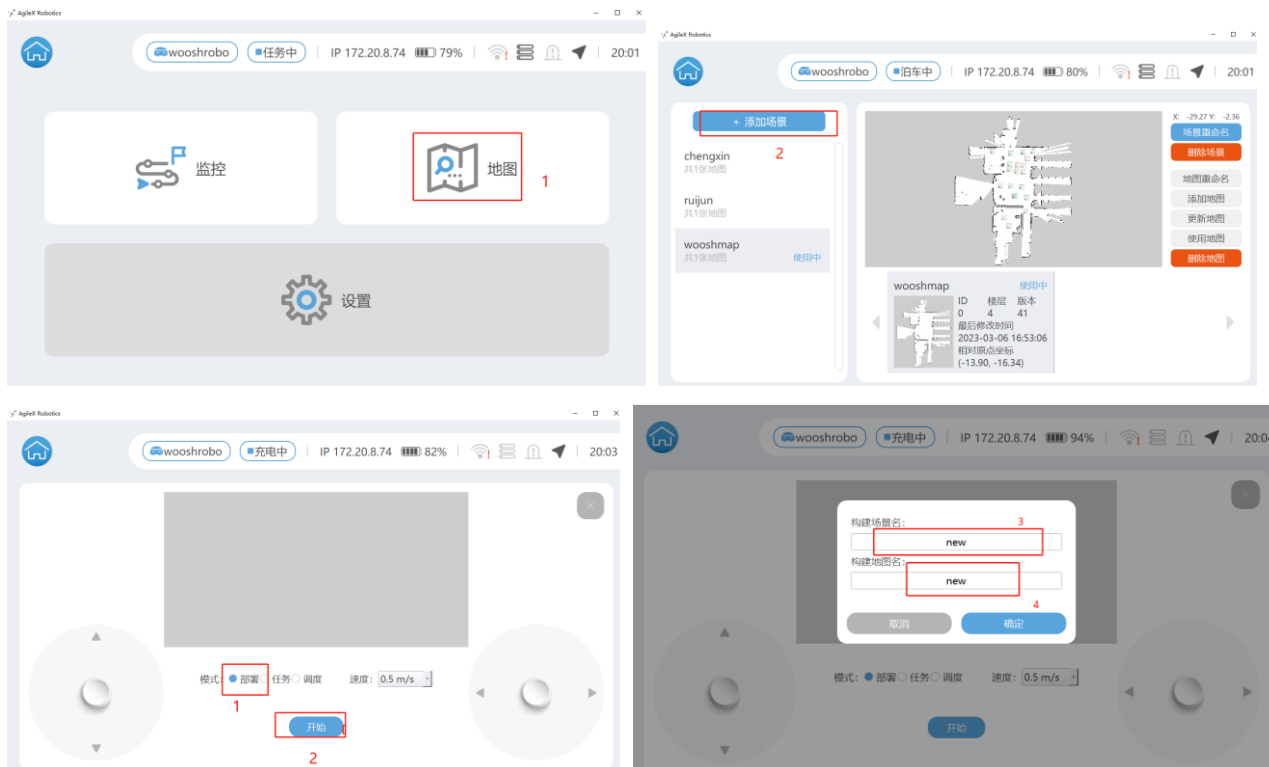 AgileX Robotics
wooshrobo ■任务中 IP 172.20.8.74 79% 20:01
监控
地图
1
设置
AgileX Robotics
wooshrobo ■泊车中 IP 172.20.8.74 80% 20:01
+ 添加场景
2
chengxin
共1张地图
ruijun
共1张地图
wooshmap
共1张地图 使用中
X: -29.27 Y: -2.36
场景重命名
删除场景
地图重命名
添加地图
更新地图
使用地图
删除地图
wooshmap 使用中
ID 楼层 版本
0 4 41
最后修改时间
2023-03-06 16:53:06
相对原点坐标
(-13.90, -16.34)
AgileX Robotics
wooshrobo ■充电中 IP 172.20.8.74 82% 20:03
模式: 部署 任务 调度 速度: 0.5 m/s
1
开始
2
wooshrobo ■充电中 IP 172.20.8.74 94% 20:0
构建场景名:
3
new
构建地图名:
new
4
取消 确定
模式: 部署 任务 调度 速度: 0.5 m/s
开始